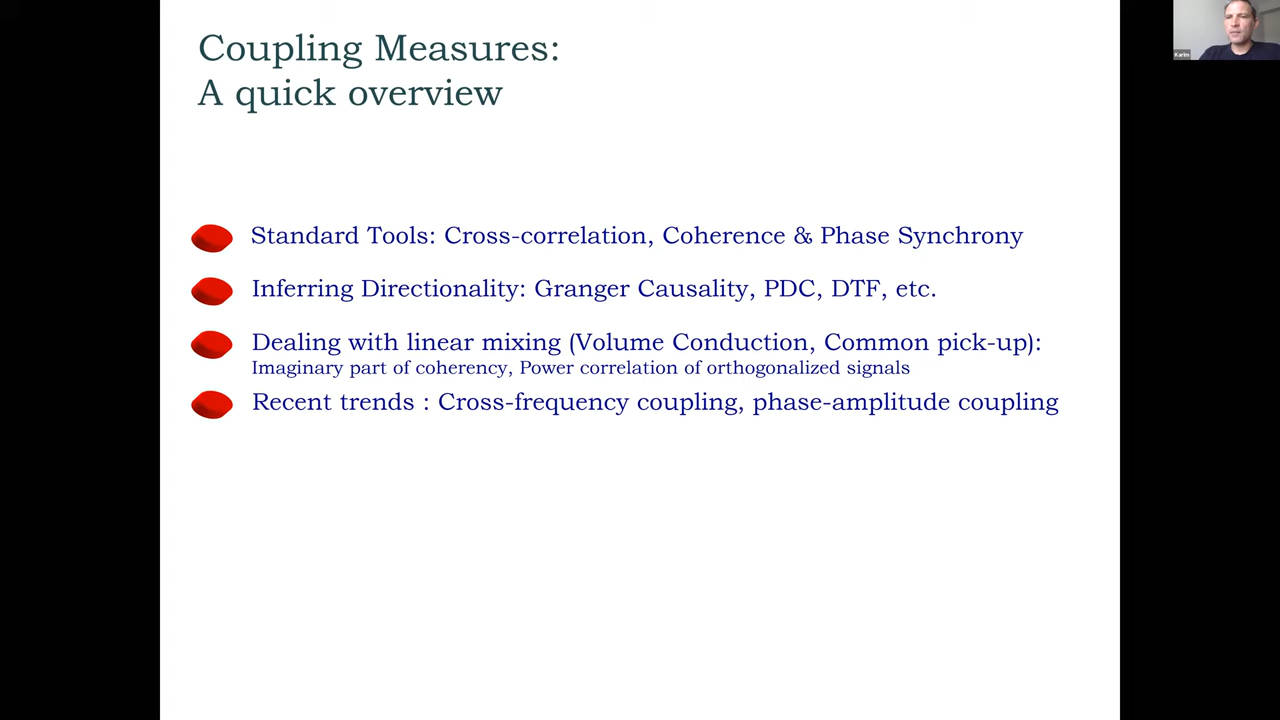 Coupling Measures:
A quick overview
Karim
Standard Tools: Cross-correlation, Coherence & Phase Synchrony
Inferring Directionality: Granger Causality, PDC, DTF, etc.
Dealing with linear mixing (Volume Conduction, Common pick-up):
Imaginary part of coherency, Power correlation of orthogonalized signals
Recent trends : Cross-frequency coupling, phase-amplitude coupling